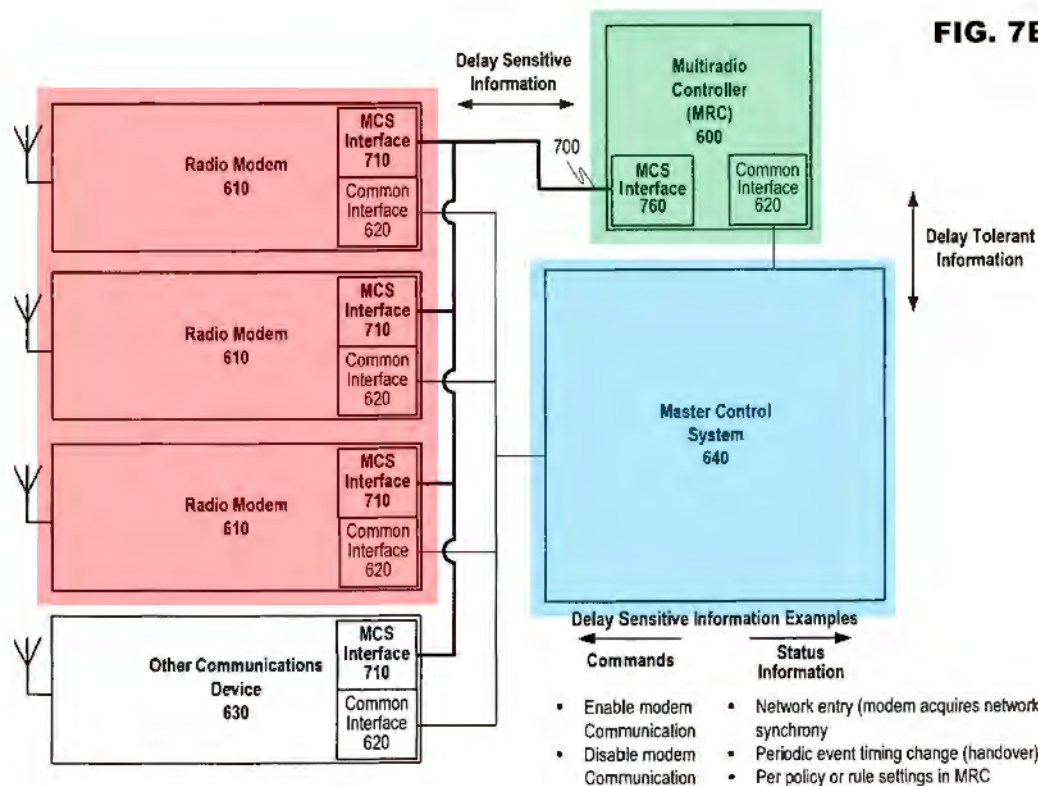 FIG. 7B
Delay Sensitive
Information
Multiradio
Controller
(MRC)
600
700
MCS
Interface
760
Common
Interface
620
Delay Tolerant
Information
Radio Modem
610
MCS
Interface
710
Common
Interface
620
Radio Modem
610
MCS
Interface
710
Common
Interface
620
Radio Modem
610
MCS
Interface
710
Common
Interface
620
Other Communications
Device
630
MCS
Interface
710
Common
Interface
620
Master Control
System
640
Delay Sensitive Information Examples
Commands
Status
Information
• Enable modem
Communication
• Disable modem
Communication
• Network entry (modem acquires network
synchrony
• Periodic event timing change (handover)
• Per policy or rule settings in MRC